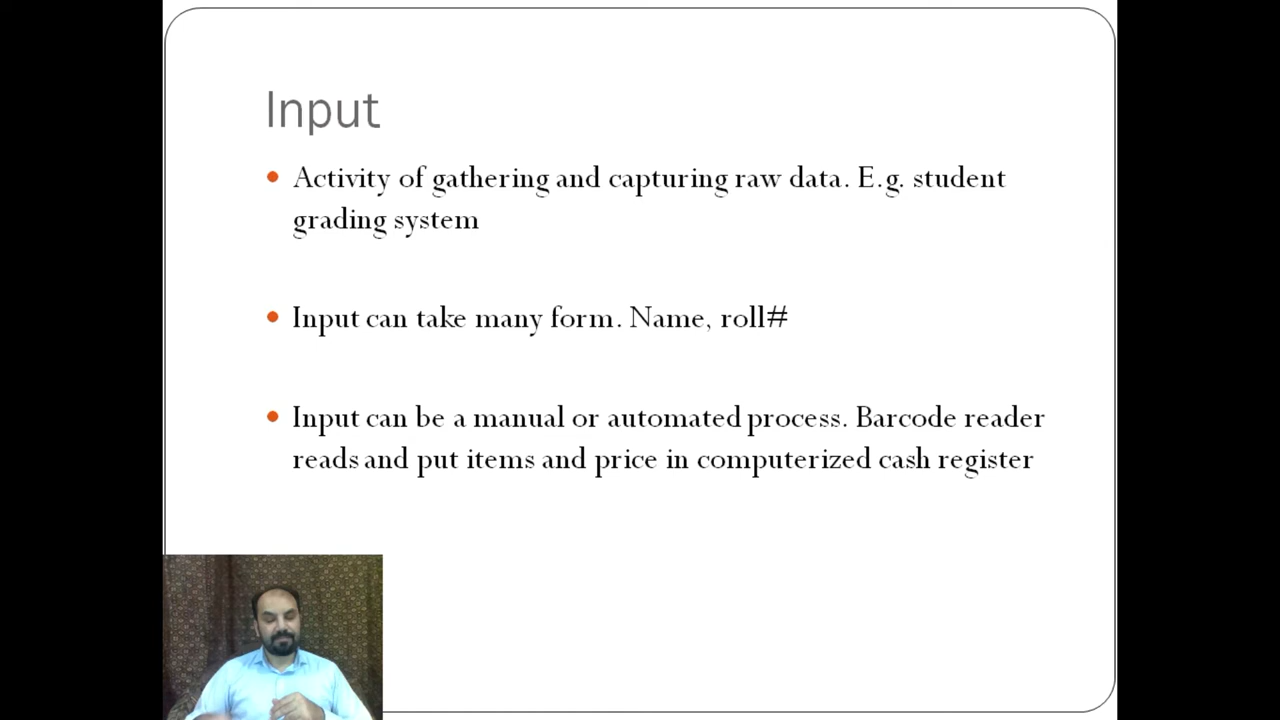 Input
Activity of gathering and capturing raw data. E.g. student
grading system
Input can take many form. Name, roll#
Input can be a manual or automated process. Barcode reader
reads and put items and price in computerized cash register